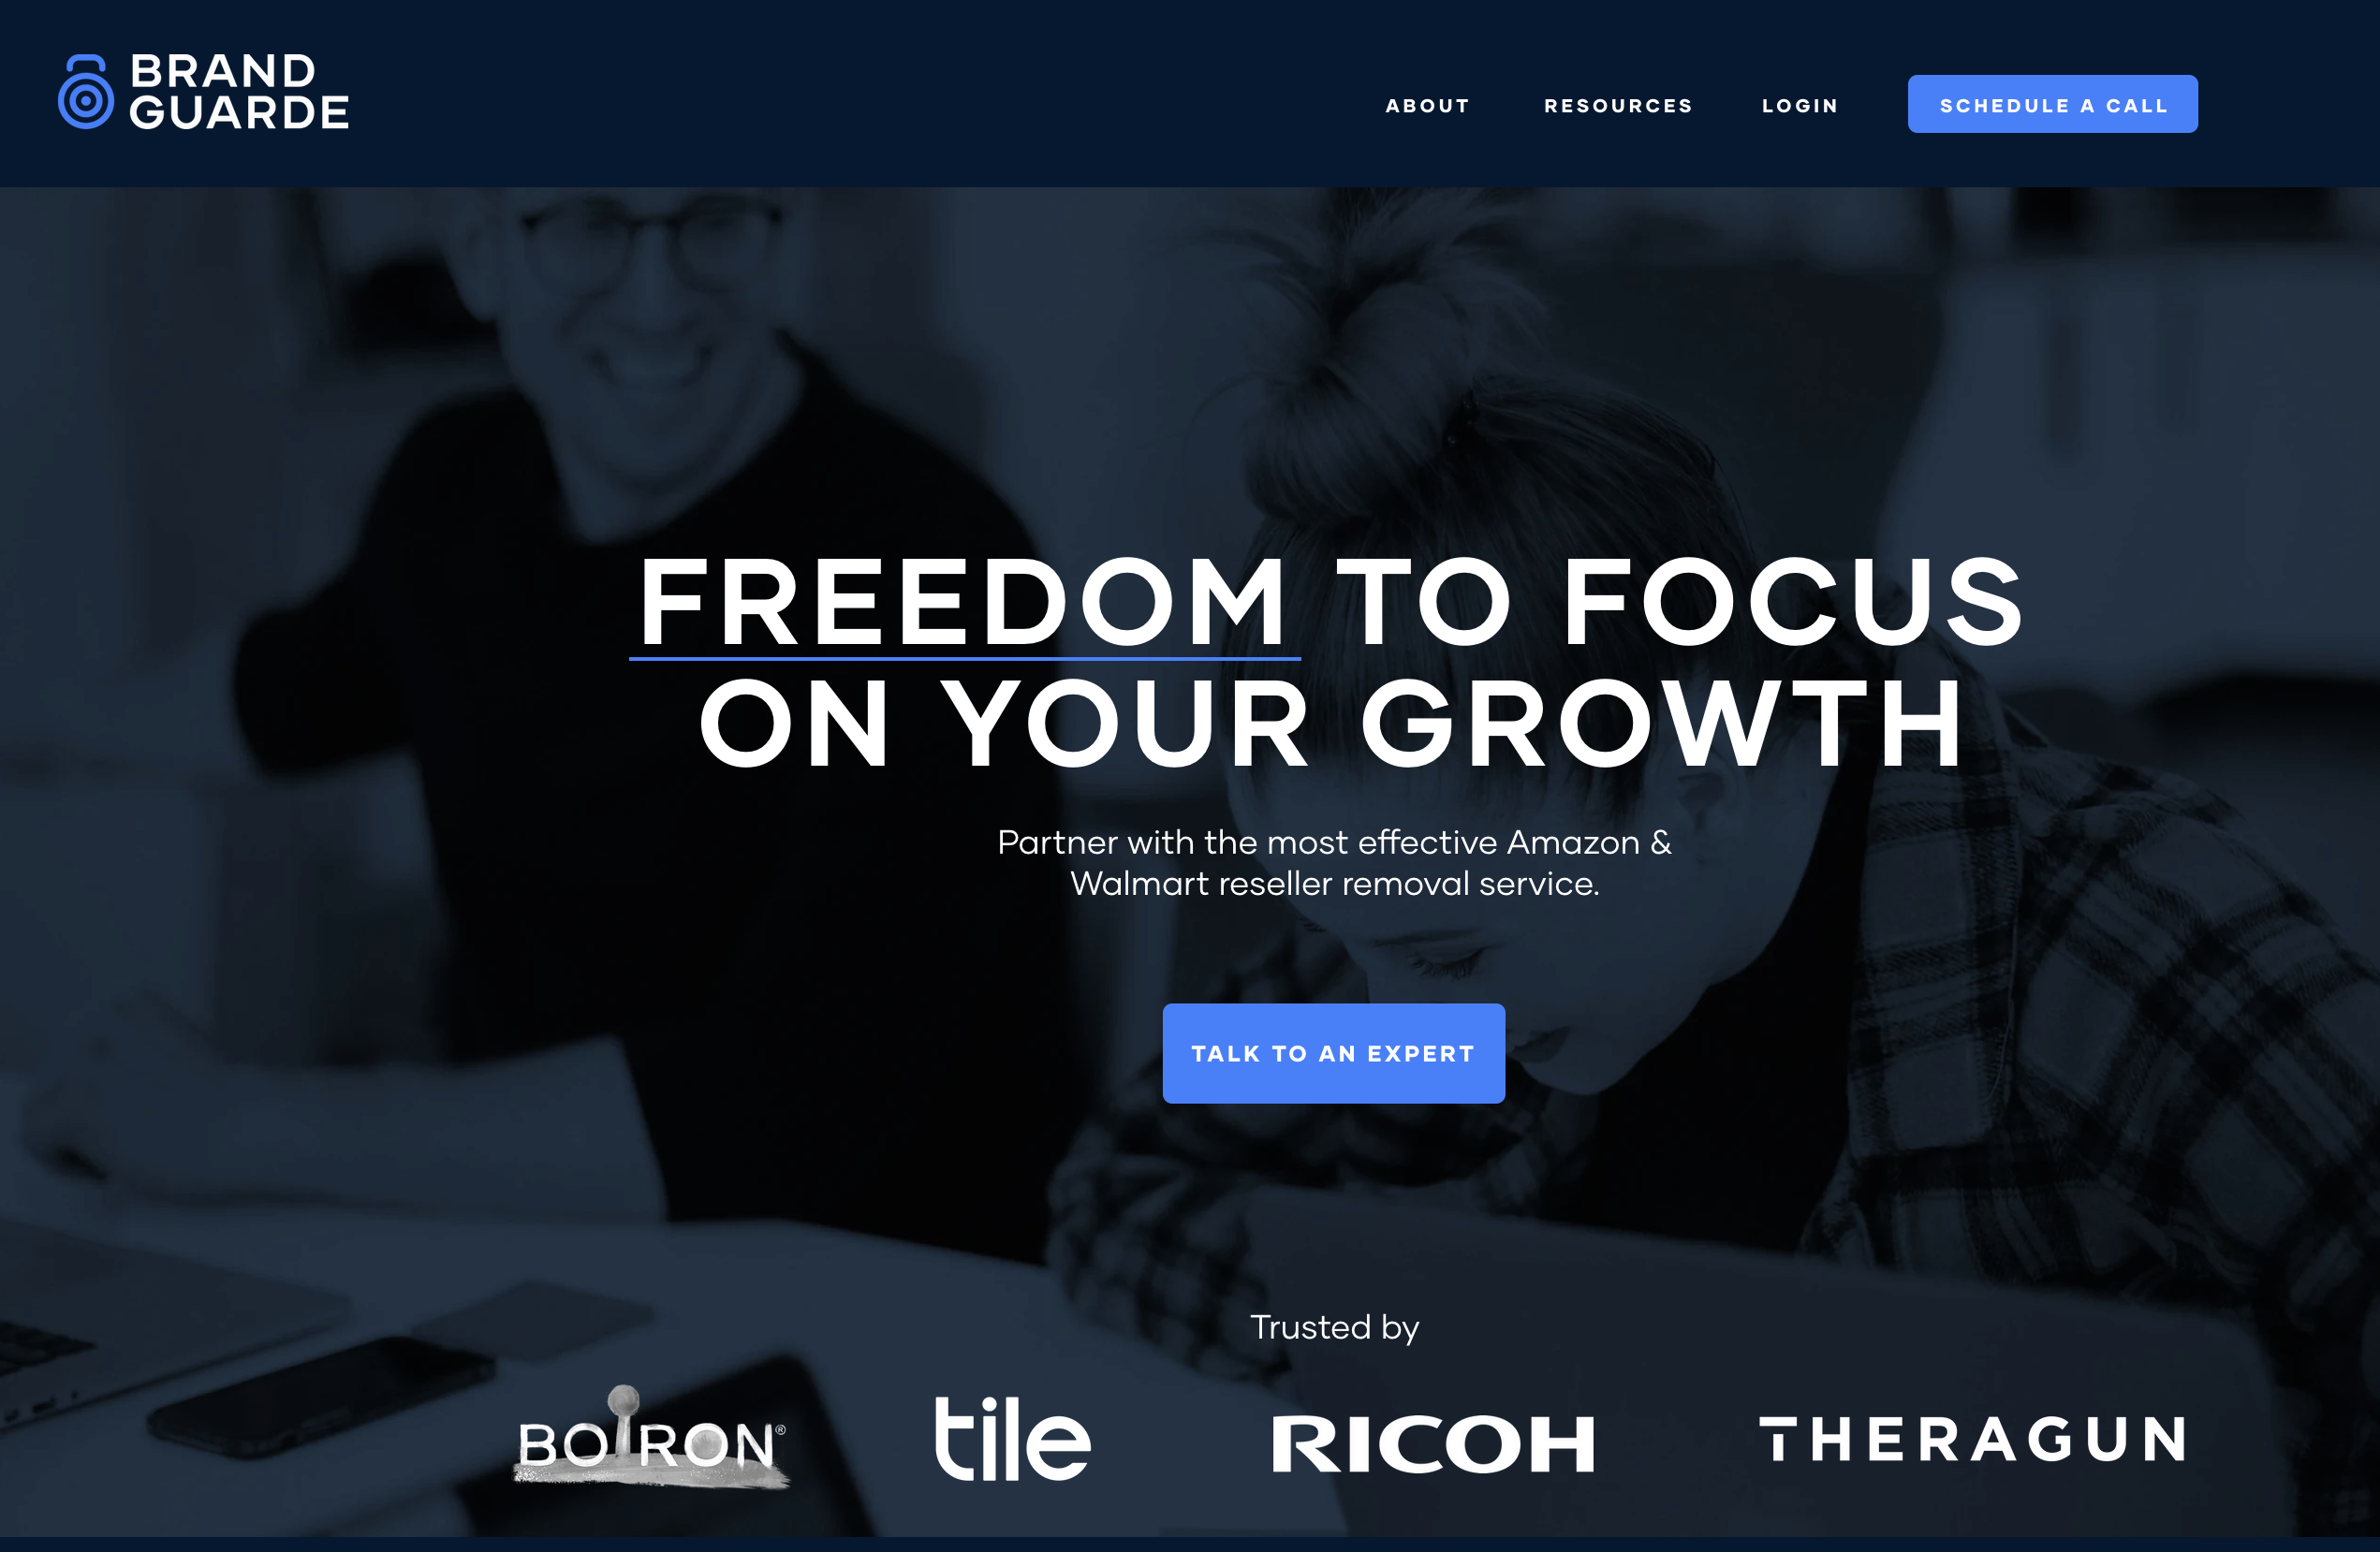 BRAND
GUARDE
ABOUT RESOURCES LOGIN SCHEDULE A CALL
FREEDOM TO FOCUS
ON YOUR GROWTH
Partner with the most effective Amazon &
Walmart reseller removal service.
TALK TO AN EXPERT
Trusted by
BOIRON® tile RICOH THERAGUN